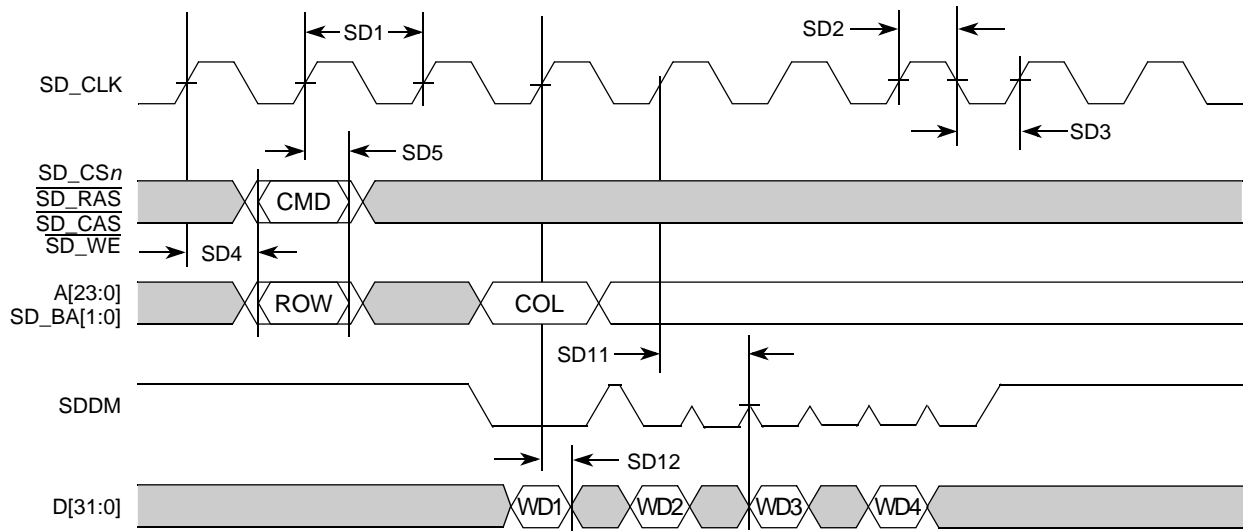 SD1
SD2
SD_CLK
SD3
SD5
SD_CSn
SD_RAS
SD_CAS
SD_WE
CMD
SD4
A[23:0]
SD_BA[1:0]
ROW
COL
SD11
SDDM
SD12
D[31:0]
WD1
WD2
WD3
WD4